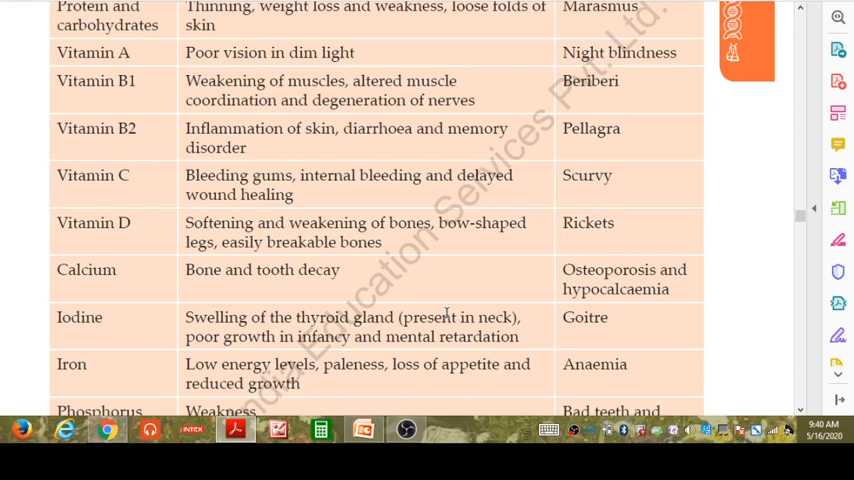 Protein and
carbohydrates
Thinning, weight loss and weakness, loose folds of
skin
Marasmus
Vitamin A
Poor vision in dim light
Night blindness
Vitamin B1
Weakening of muscles, altered muscle
coordination and degeneration of nerves
Beriberi
Vitamin B2
Inflammation of skin, diarrhoea and memory
disorder
Pellagra
Vitamin C
Bleeding gums, internal bleeding and delayed
wound healing
Scurvy
Vitamin D
Softening and weakening of bones, bow-shaped
legs, easily breakable bones
Rickets
Calcium
Bone and tooth decay
Osteoporosis and
hypocalcaemia
Iodine
Swelling of the thyroid gland (present in neck),
poor growth in infancy and mental retardation
Goitre
Iron
Low energy levels, paleness, loss of appetite and
reduced growth
Anaemia
Phosphorus
Weakness
Bad teeth and
India Education Services Pvt. Ltd.
INTEX
9:40 AM
5/16/2020